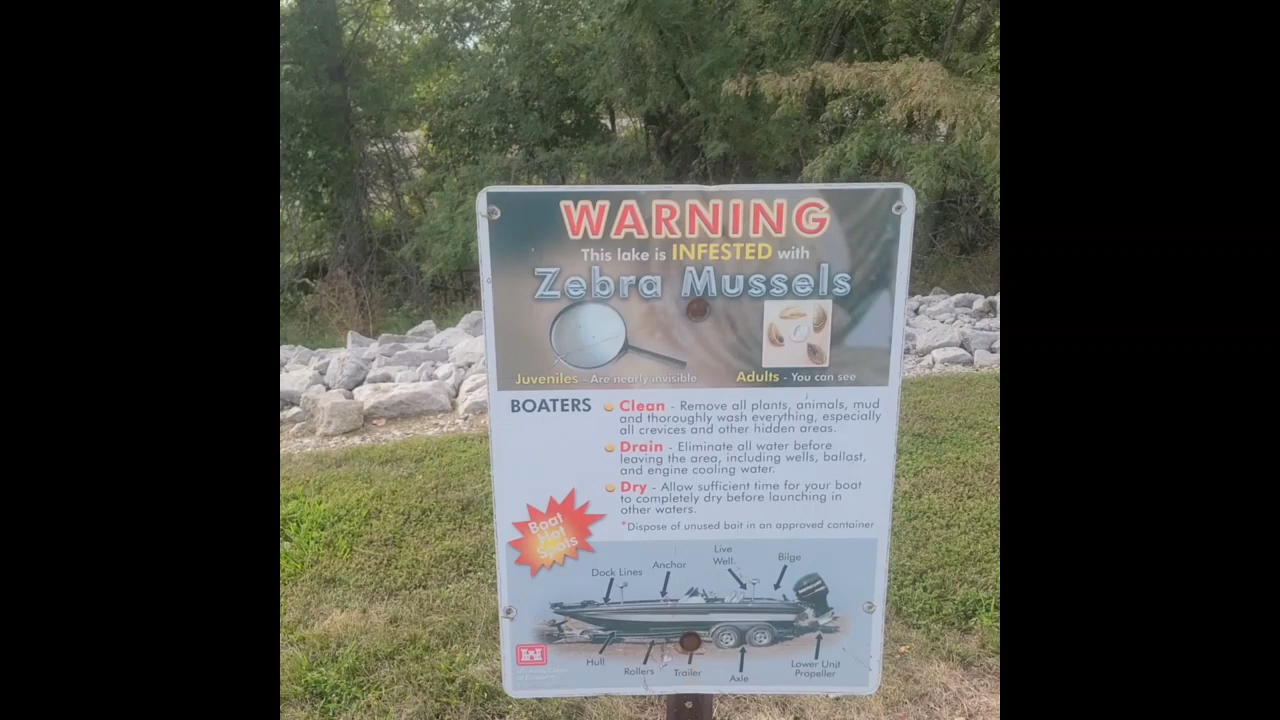 WARNING
This lake is INFESTED with
Zebra Mussels
Juveniles - Are nearly invisible
Adults - You can see
BOATERS
Clean - Remove all plants, animals, mud
and thoroughly wash everything, especially
all crevices and other hidden areas.
Drain - Eliminate all water before
leaving the area, including wells, ballast,
and engine cooling water.
Dry - Allow sufficient time for your boat
to completely dry before launching in
other waters.
*Dispose of unused bait in an approved container
Boat
Hot
Spots
Dock Lines
Anchor
Live
Well.
Bilge
Hull
Rollers
Trailer
Axle
Lower Unit
Propeller